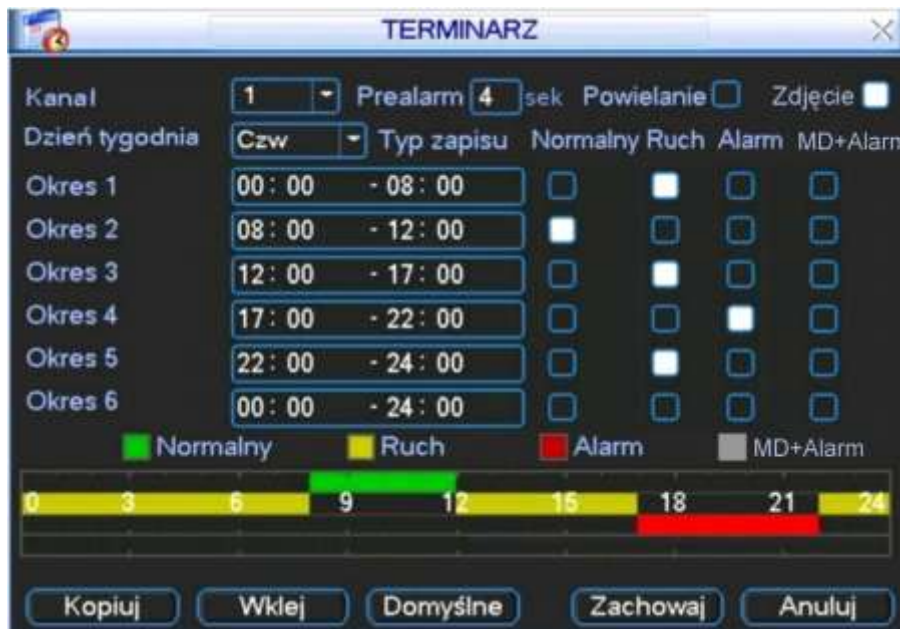 TERMINARZ
Kanał 1 Prealarm 4 sek Powielanie Zdjęcie
Dzień tygodnia Czw Typ zapisu Normalny Ruch Alarm MD+Alarm
Okres 1 00:00 - 08:00
Okres 2 08:00 - 12:00
Okres 3 12:00 - 17:00
Okres 4 17:00 - 22:00
Okres 5 22:00 - 24:00
Okres 6 00:00 - 24:00
Normalny Ruch Alarm MD+Alarm
0 3 6 9 12 15 18 21 24
Kopiuj Wklej Domyślne Zachowaj Anuluj